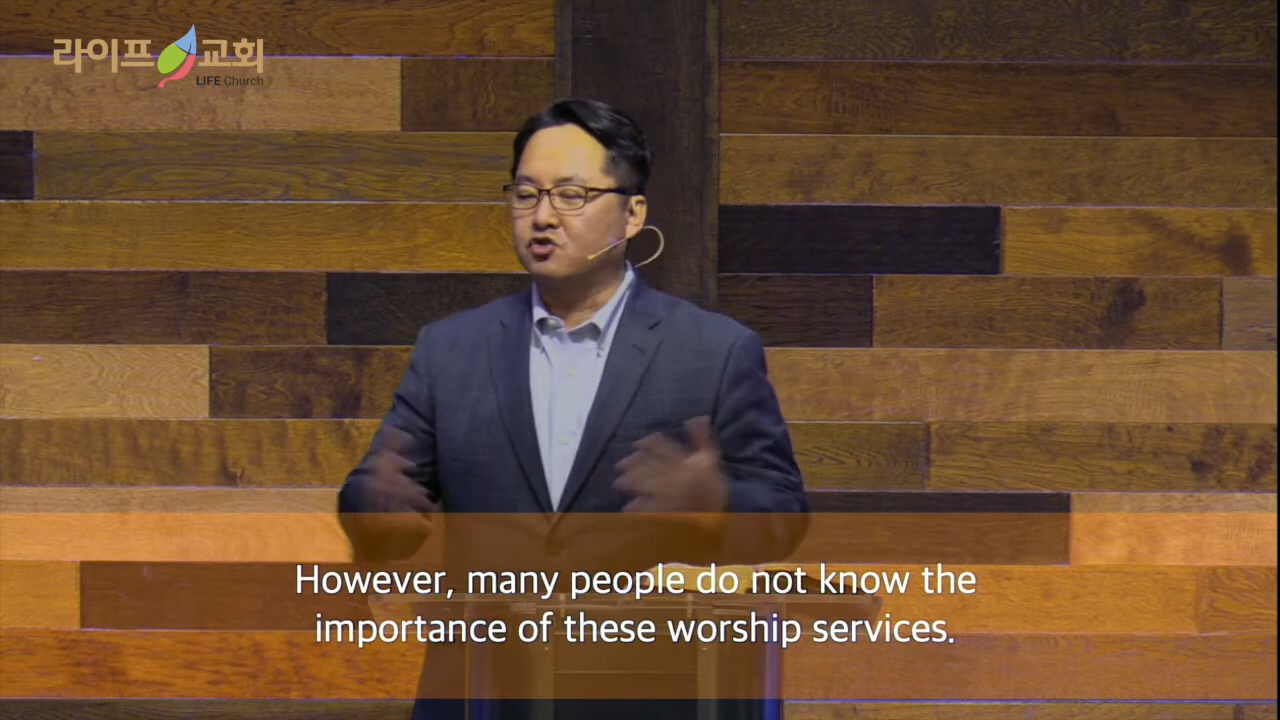 라이프 교회
LIFE Church
However, many people do not know the
importance of these worship services.